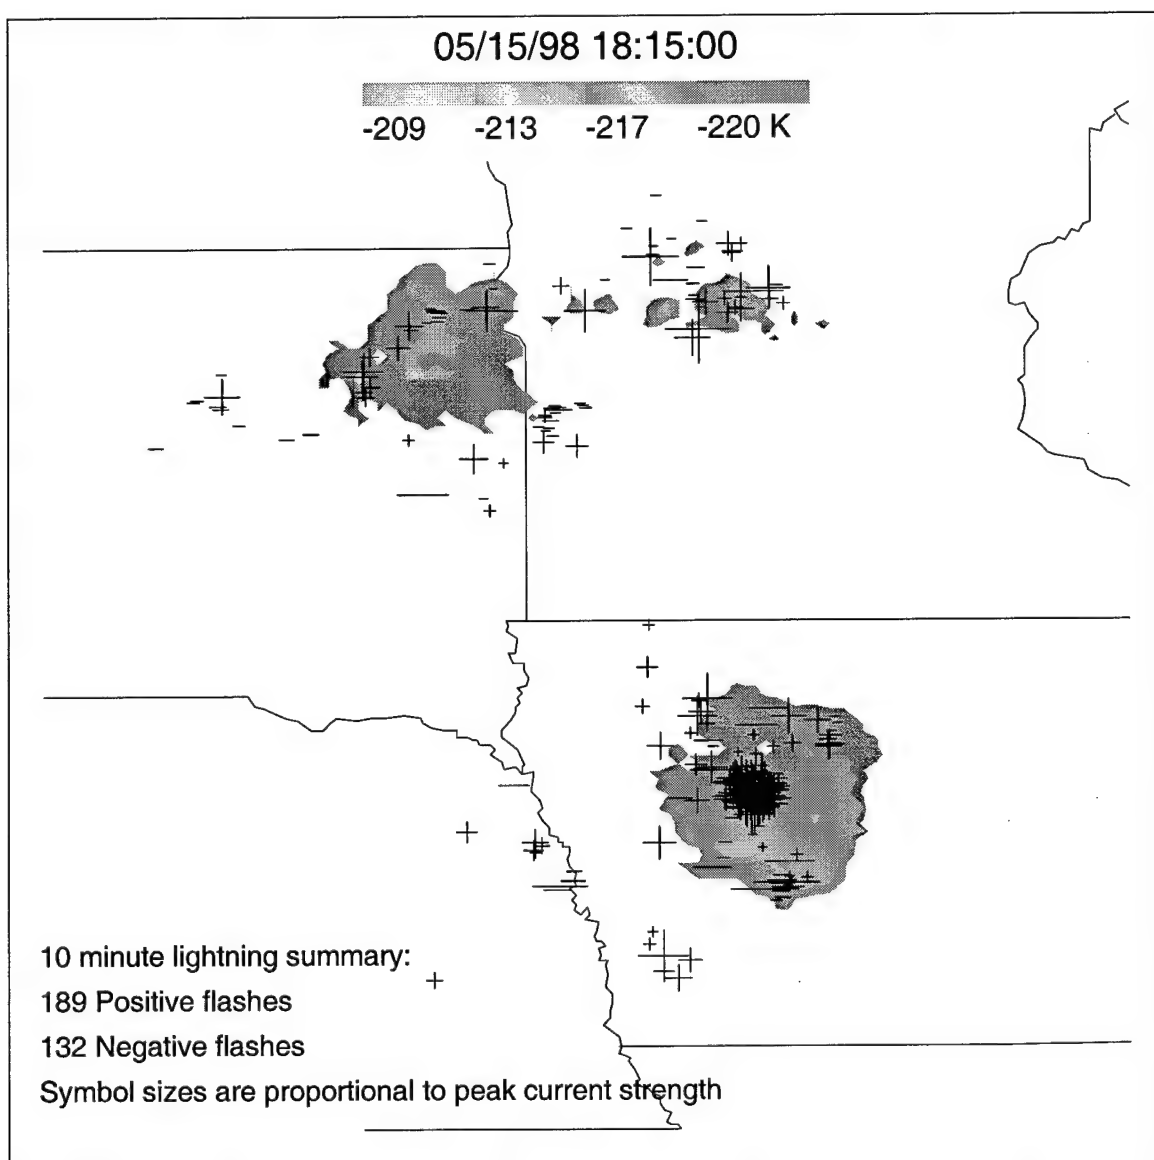 05/15/98 18:15:00
-209 -213 -217 -220 K
10 minute lightning summary:
189 Positive flashes
132 Negative flashes
Symbol sizes are proportional to peak current strength